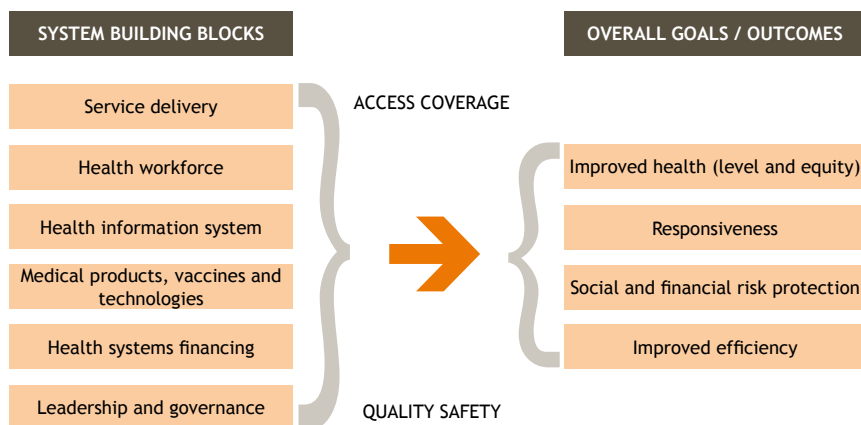 SYSTEM BUILDING BLOCKS
Service delivery
Health workforce
Health information system
Medical products, vaccines and
technologies
Health systems financing
Leadership and governance
ACCESS COVERAGE
QUALITY SAFETY
OVERALL GOALS / OUTCOMES
Improved health (level and equity)
Responsiveness
Social and financial risk protection
Improved efficiency